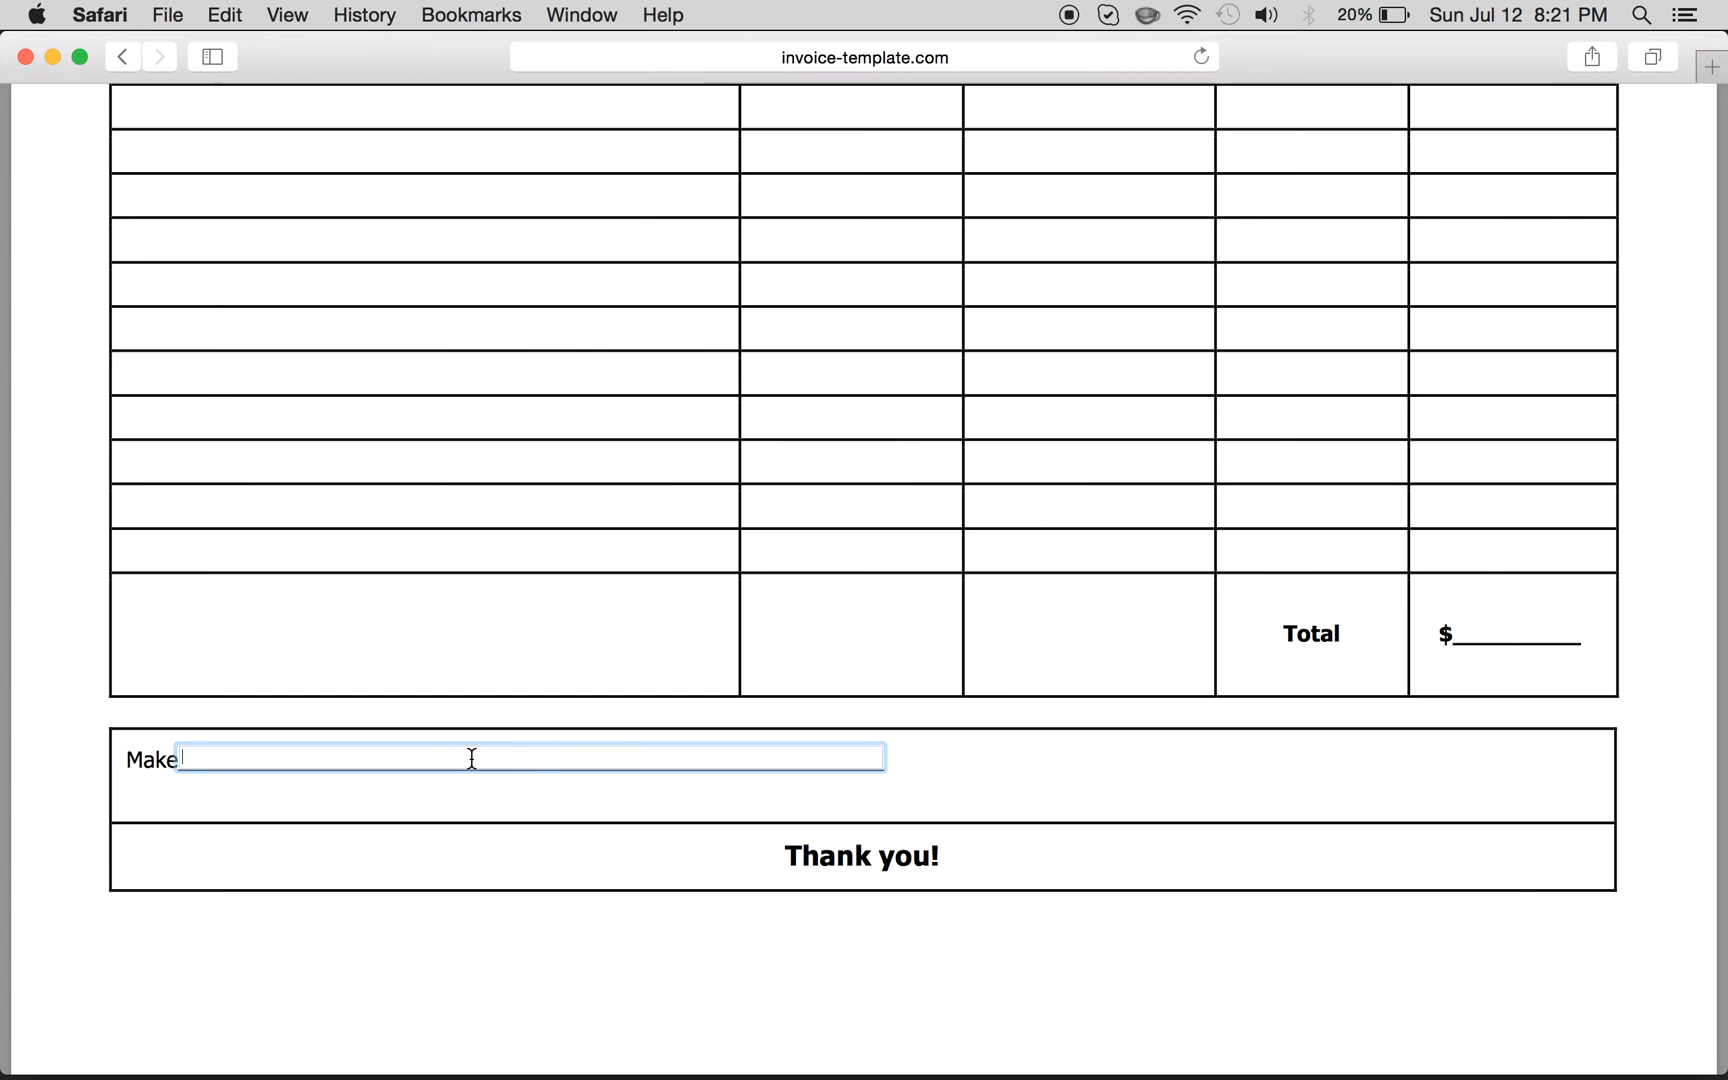 Safari File Edit View History Bookmarks Window Help 20% Sun Jul 12 8:21 PM
invoice-template.com
Total $____________
Make
Thank you!